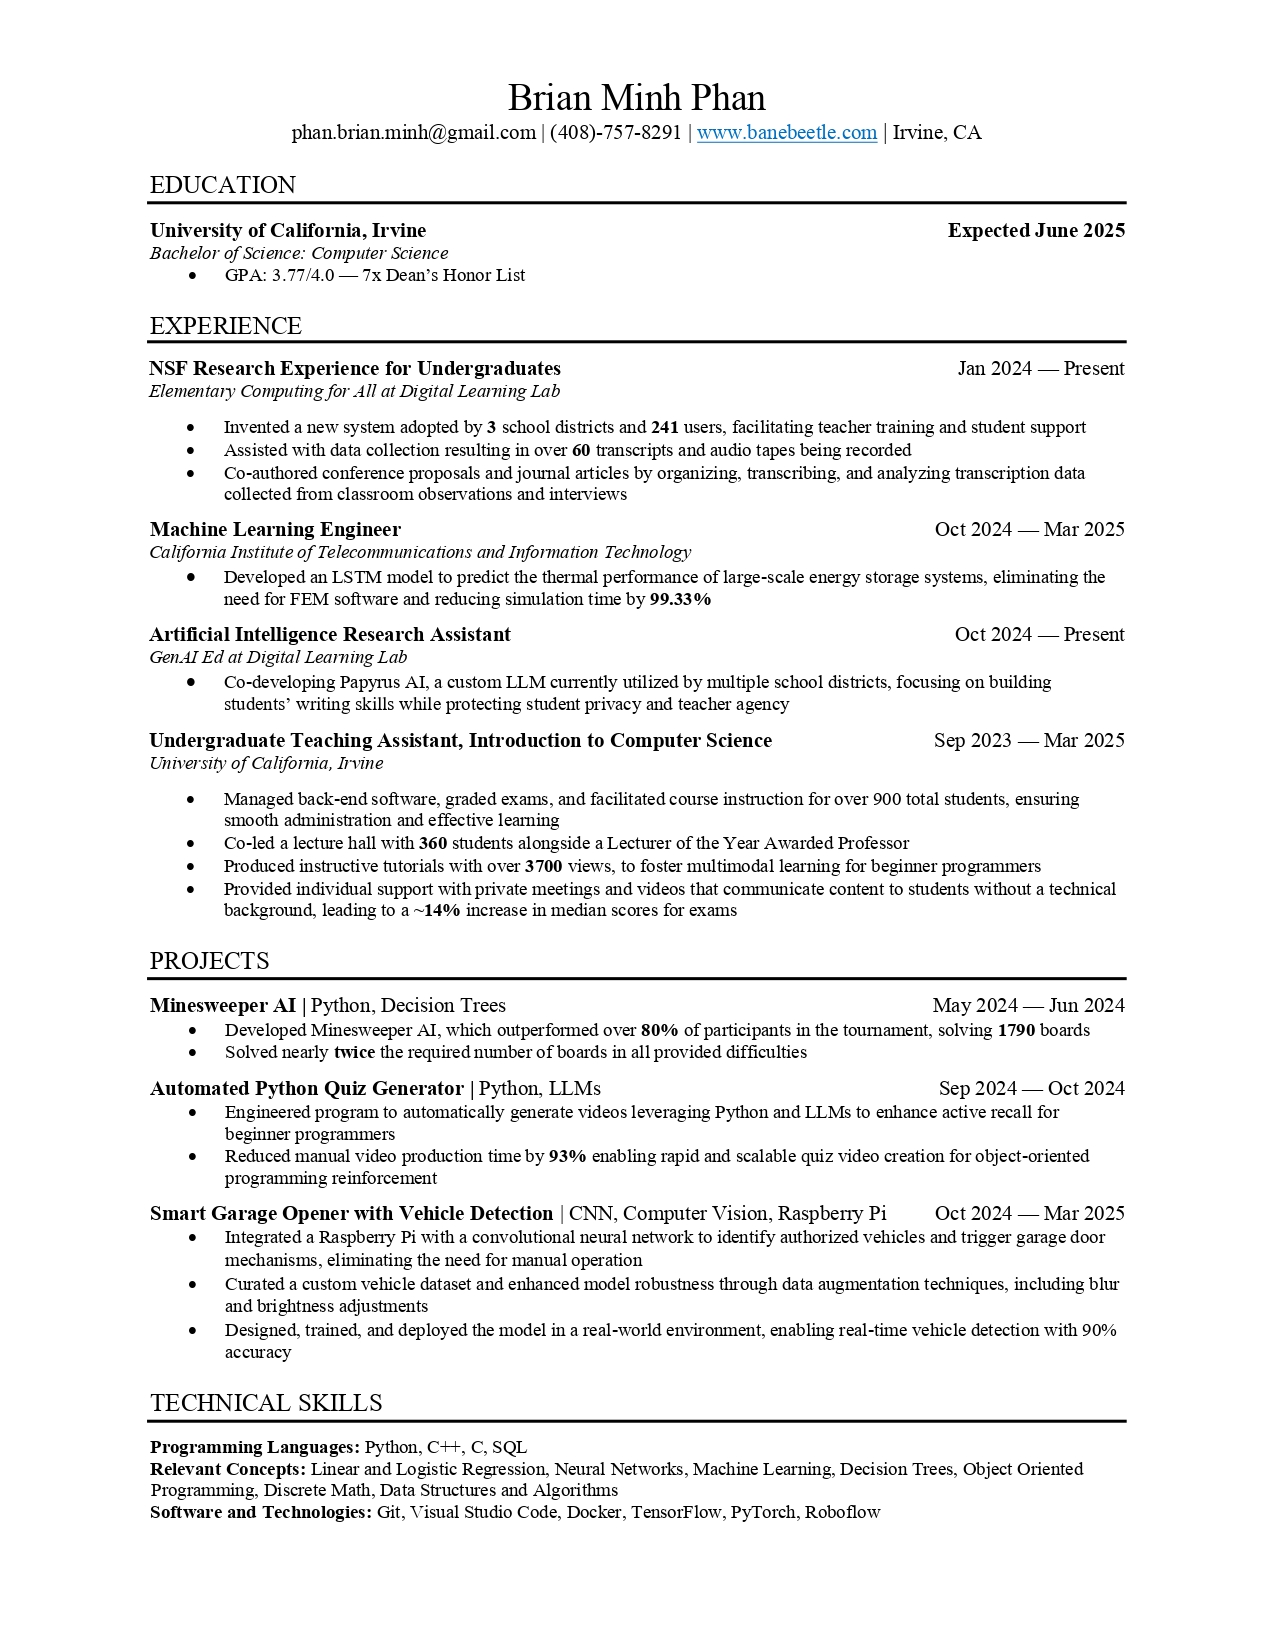 Brian Minh Phan
phan.brian.minh@gmail.com | (408)-757-8291 | www.banebeetle.com | Irvine, CA
EDUCATION
University of California, Irvine Expected June 2025
Bachelor of Science: Computer Science
• GPA: 3.77/4.0 — 7x Dean’s Honor List
EXPERIENCE
NSF Research Experience for Undergraduates Jan 2024 — Present
Elementary Computing for All at Digital Learning Lab
• Invented a new system adopted by 3 school districts and 241 users, facilitating teacher training and student support
• Assisted with data collection resulting in over 60 transcripts and audio tapes being recorded
• Co-authored conference proposals and journal articles by organizing, transcribing, and analyzing transcription data
collected from classroom observations and interviews
Machine Learning Engineer Oct 2024 — Mar 2025
California Institute of Telecommunications and Information Technology
• Developed an LSTM model to predict the thermal performance of large-scale energy storage systems, eliminating the
need for FEM software and reducing simulation time by 99.33%
Artificial Intelligence Research Assistant Oct 2024 — Present
GenAI Ed at Digital Learning Lab
• Co-developing Papyrus AI, a custom LLM currently utilized by multiple school districts, focusing on building
students’ writing skills while protecting student privacy and teacher agency
Undergraduate Teaching Assistant, Introduction to Computer Science Sep 2023 — Mar 2025
University of California, Irvine
• Managed back-end software, graded exams, and facilitated course instruction for over 900 total students, ensuring
smooth administration and effective learning
• Co-led a lecture hall with 360 students alongside a Lecturer of the Year Awarded Professor
• Produced instructive tutorials with over 3700 views, to foster multimodal learning for beginner programmers
• Provided individual support with private meetings and videos that communicate content to students without a technical
background, leading to a ~14% increase in median scores for exams
PROJECTS
Minesweeper AI | Python, Decision Trees May 2024 — Jun 2024
• Developed Minesweeper AI, which outperformed over 80% of participants in the tournament, solving 1790 boards
• Solved nearly twice the required number of boards in all provided difficulties
Automated Python Quiz Generator | Python, LLMs Sep 2024 — Oct 2024
• Engineered program to automatically generate videos leveraging Python and LLMs to enhance active recall for
beginner programmers
• Reduced manual video production time by 93% enabling rapid and scalable quiz video creation for object-oriented
programming reinforcement
Smart Garage Opener with Vehicle Detection | CNN, Computer Vision, Raspberry Pi Oct 2024 — Mar 2025
• Integrated a Raspberry Pi with a convolutional neural network to identify authorized vehicles and trigger garage door
mechanisms, eliminating the need for manual operation
• Curated a custom vehicle dataset and enhanced model robustness through data augmentation techniques, including blur
and brightness adjustments
• Designed, trained, and deployed the model in a real-world environment, enabling real-time vehicle detection with 90%
accuracy
TECHNICAL SKILLS
Programming Languages: Python, C++, C, SQL
Relevant Concepts: Linear and Logistic Regression, Neural Networks, Machine Learning, Decision Trees, Object Oriented
Programming, Discrete Math, Data Structures and Algorithms
Software and Technologies: Git, Visual Studio Code, Docker, TensorFlow, PyTorch, Roboflow